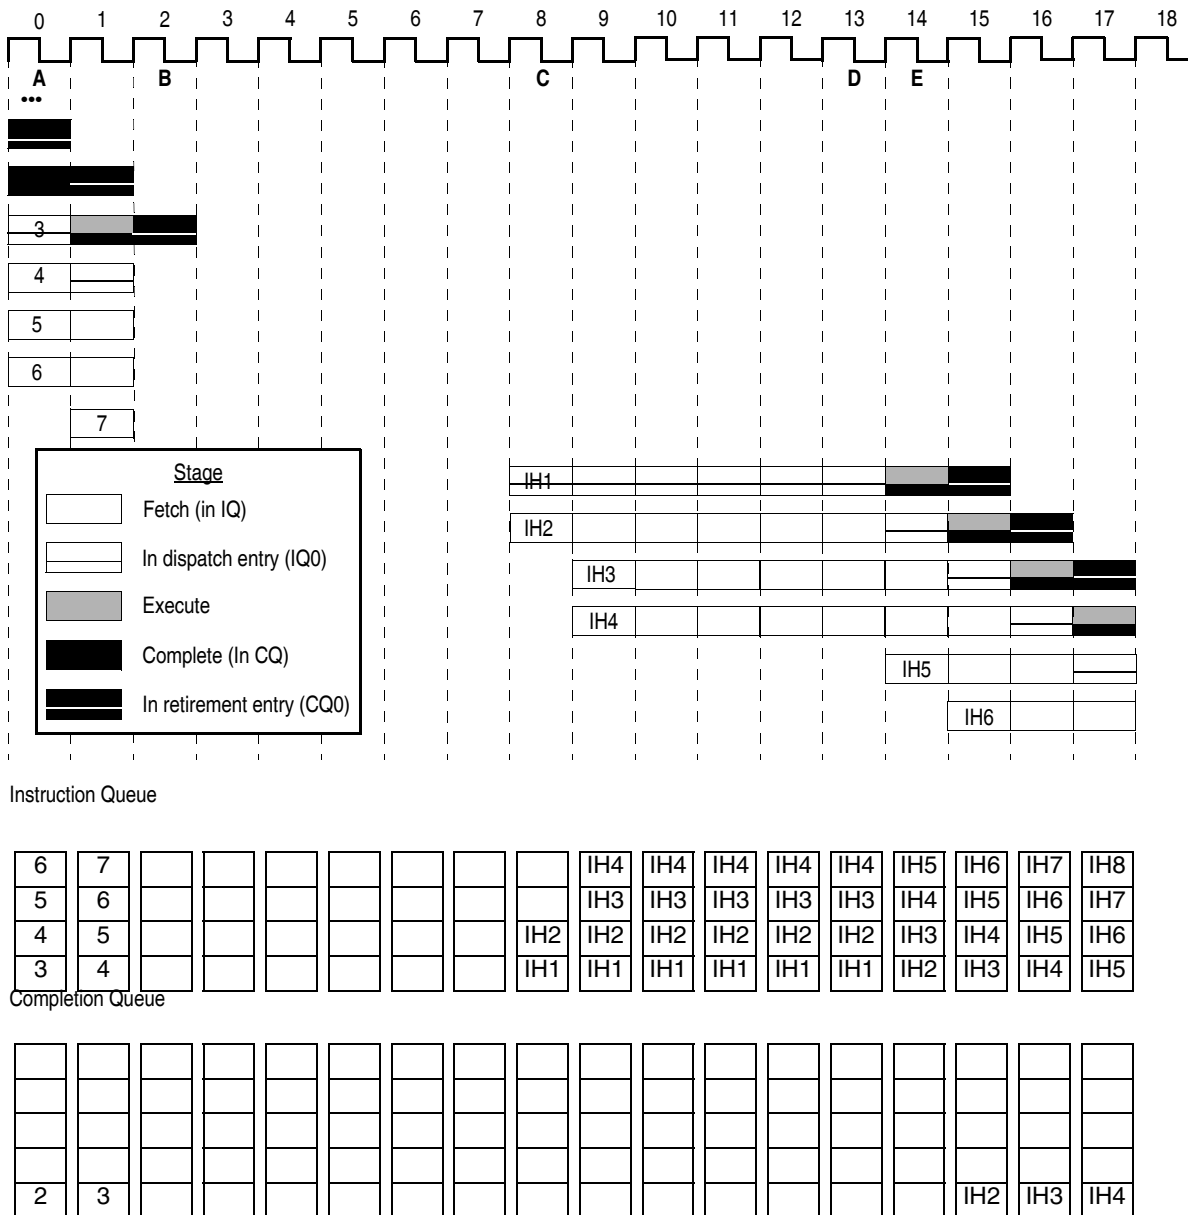 0 1 2 3 4 5 6 7 8 9 10 11 12 13 14 15 16 17 18
A B C D E
•••
3
4
5
6
7
Stage
Fetch (in IQ)
In dispatch entry (IQ0)
Execute
Complete (In CQ)
In retirement entry (CQ0)
IH1
IH2
IH3
IH4
IH5
IH6
Instruction Queue
6 7 IH4 IH4 IH4 IH4 IH4 IH5 IH6 IH7 IH8
5 6 IH3 IH3 IH3 IH3 IH3 IH4 IH5 IH6 IH7
4 5 IH2 IH2 IH2 IH2 IH2 IH2 IH3 IH4 IH5 IH6
3 4 IH1 IH1 IH1 IH1 IH1 IH1 IH2 IH3 IH4 IH5
Completion Queue
2 3 IH2 IH3 IH4